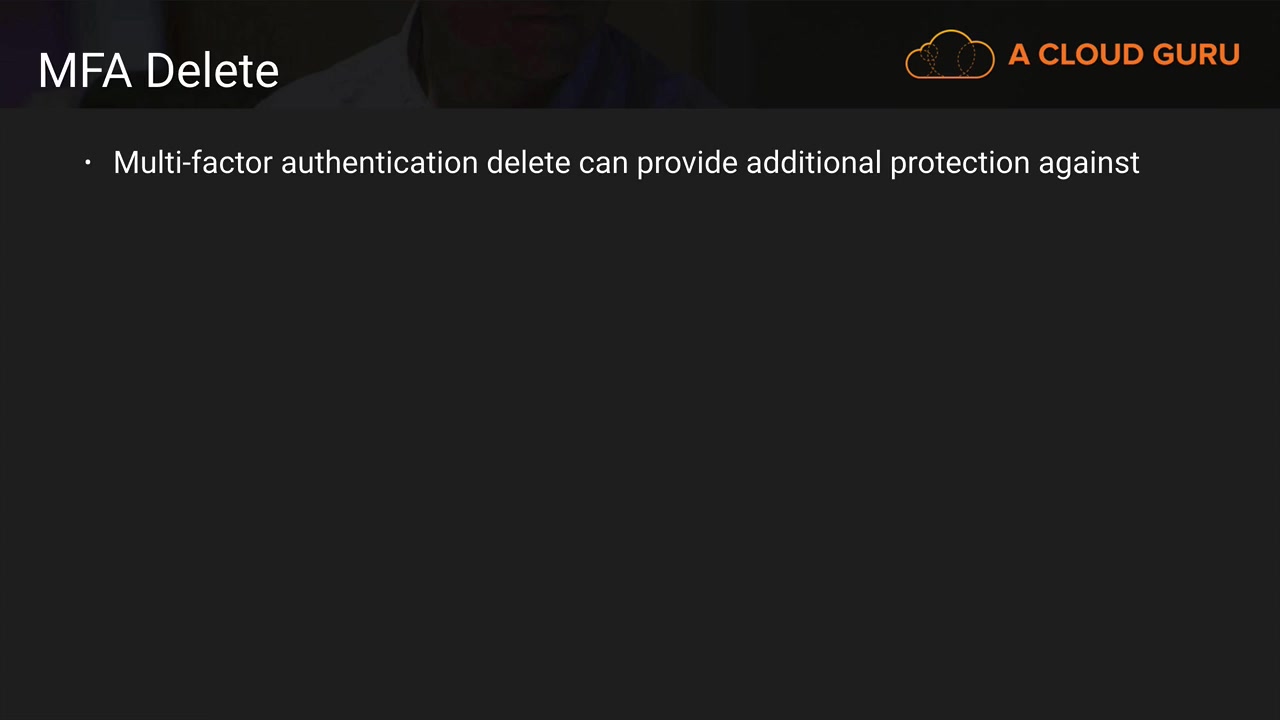 MFA Delete
A CLOUD GURU
· Multi-factor authentication delete can provide additional protection against